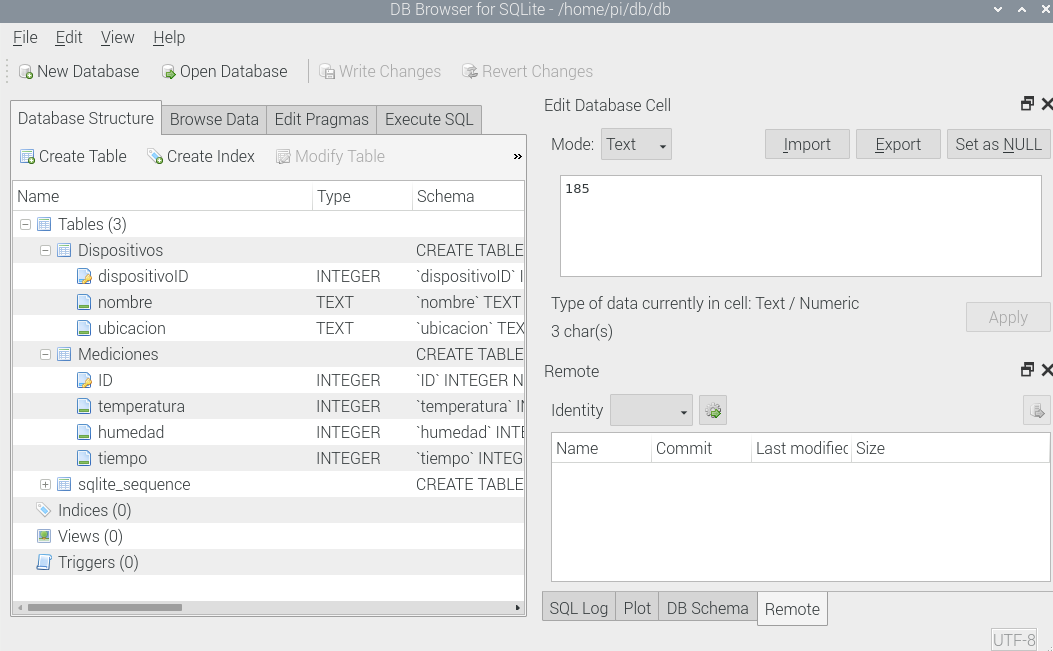 DB Browser for SQLite - /home/pi/db/db
File Edit View Help
New Database Open Database Write Changes Revert Changes
Database Structure Browse Data Edit Pragmas Execute SQL
Create Table Create Index Modify Table »
Name Type Schema
Tables (3)
Dispositivos CREATE TABLE
dispositivoID INTEGER `dispositivoID` I
nombre TEXT `nombre` TEXT
ubicacion TEXT `ubicacion` TEX
Mediciones CREATE TABLE
ID INTEGER `ID` INTEGER N
temperatura INTEGER `temperatura` IN
humedad INTEGER `humedad` INTE
tiempo INTEGER `tiempo` INTEG
sqlite_sequence CREATE TABLE
Indices (0)
Views (0)
Triggers (0)
Edit Database Cell
Mode: Text Import Export Set as NULL
185
Type of data currently in cell: Text / Numeric
3 char(s)
Apply
Remote
Identity
Name Commit Last modified Size
SQL Log Plot DB Schema Remote
UTF-8